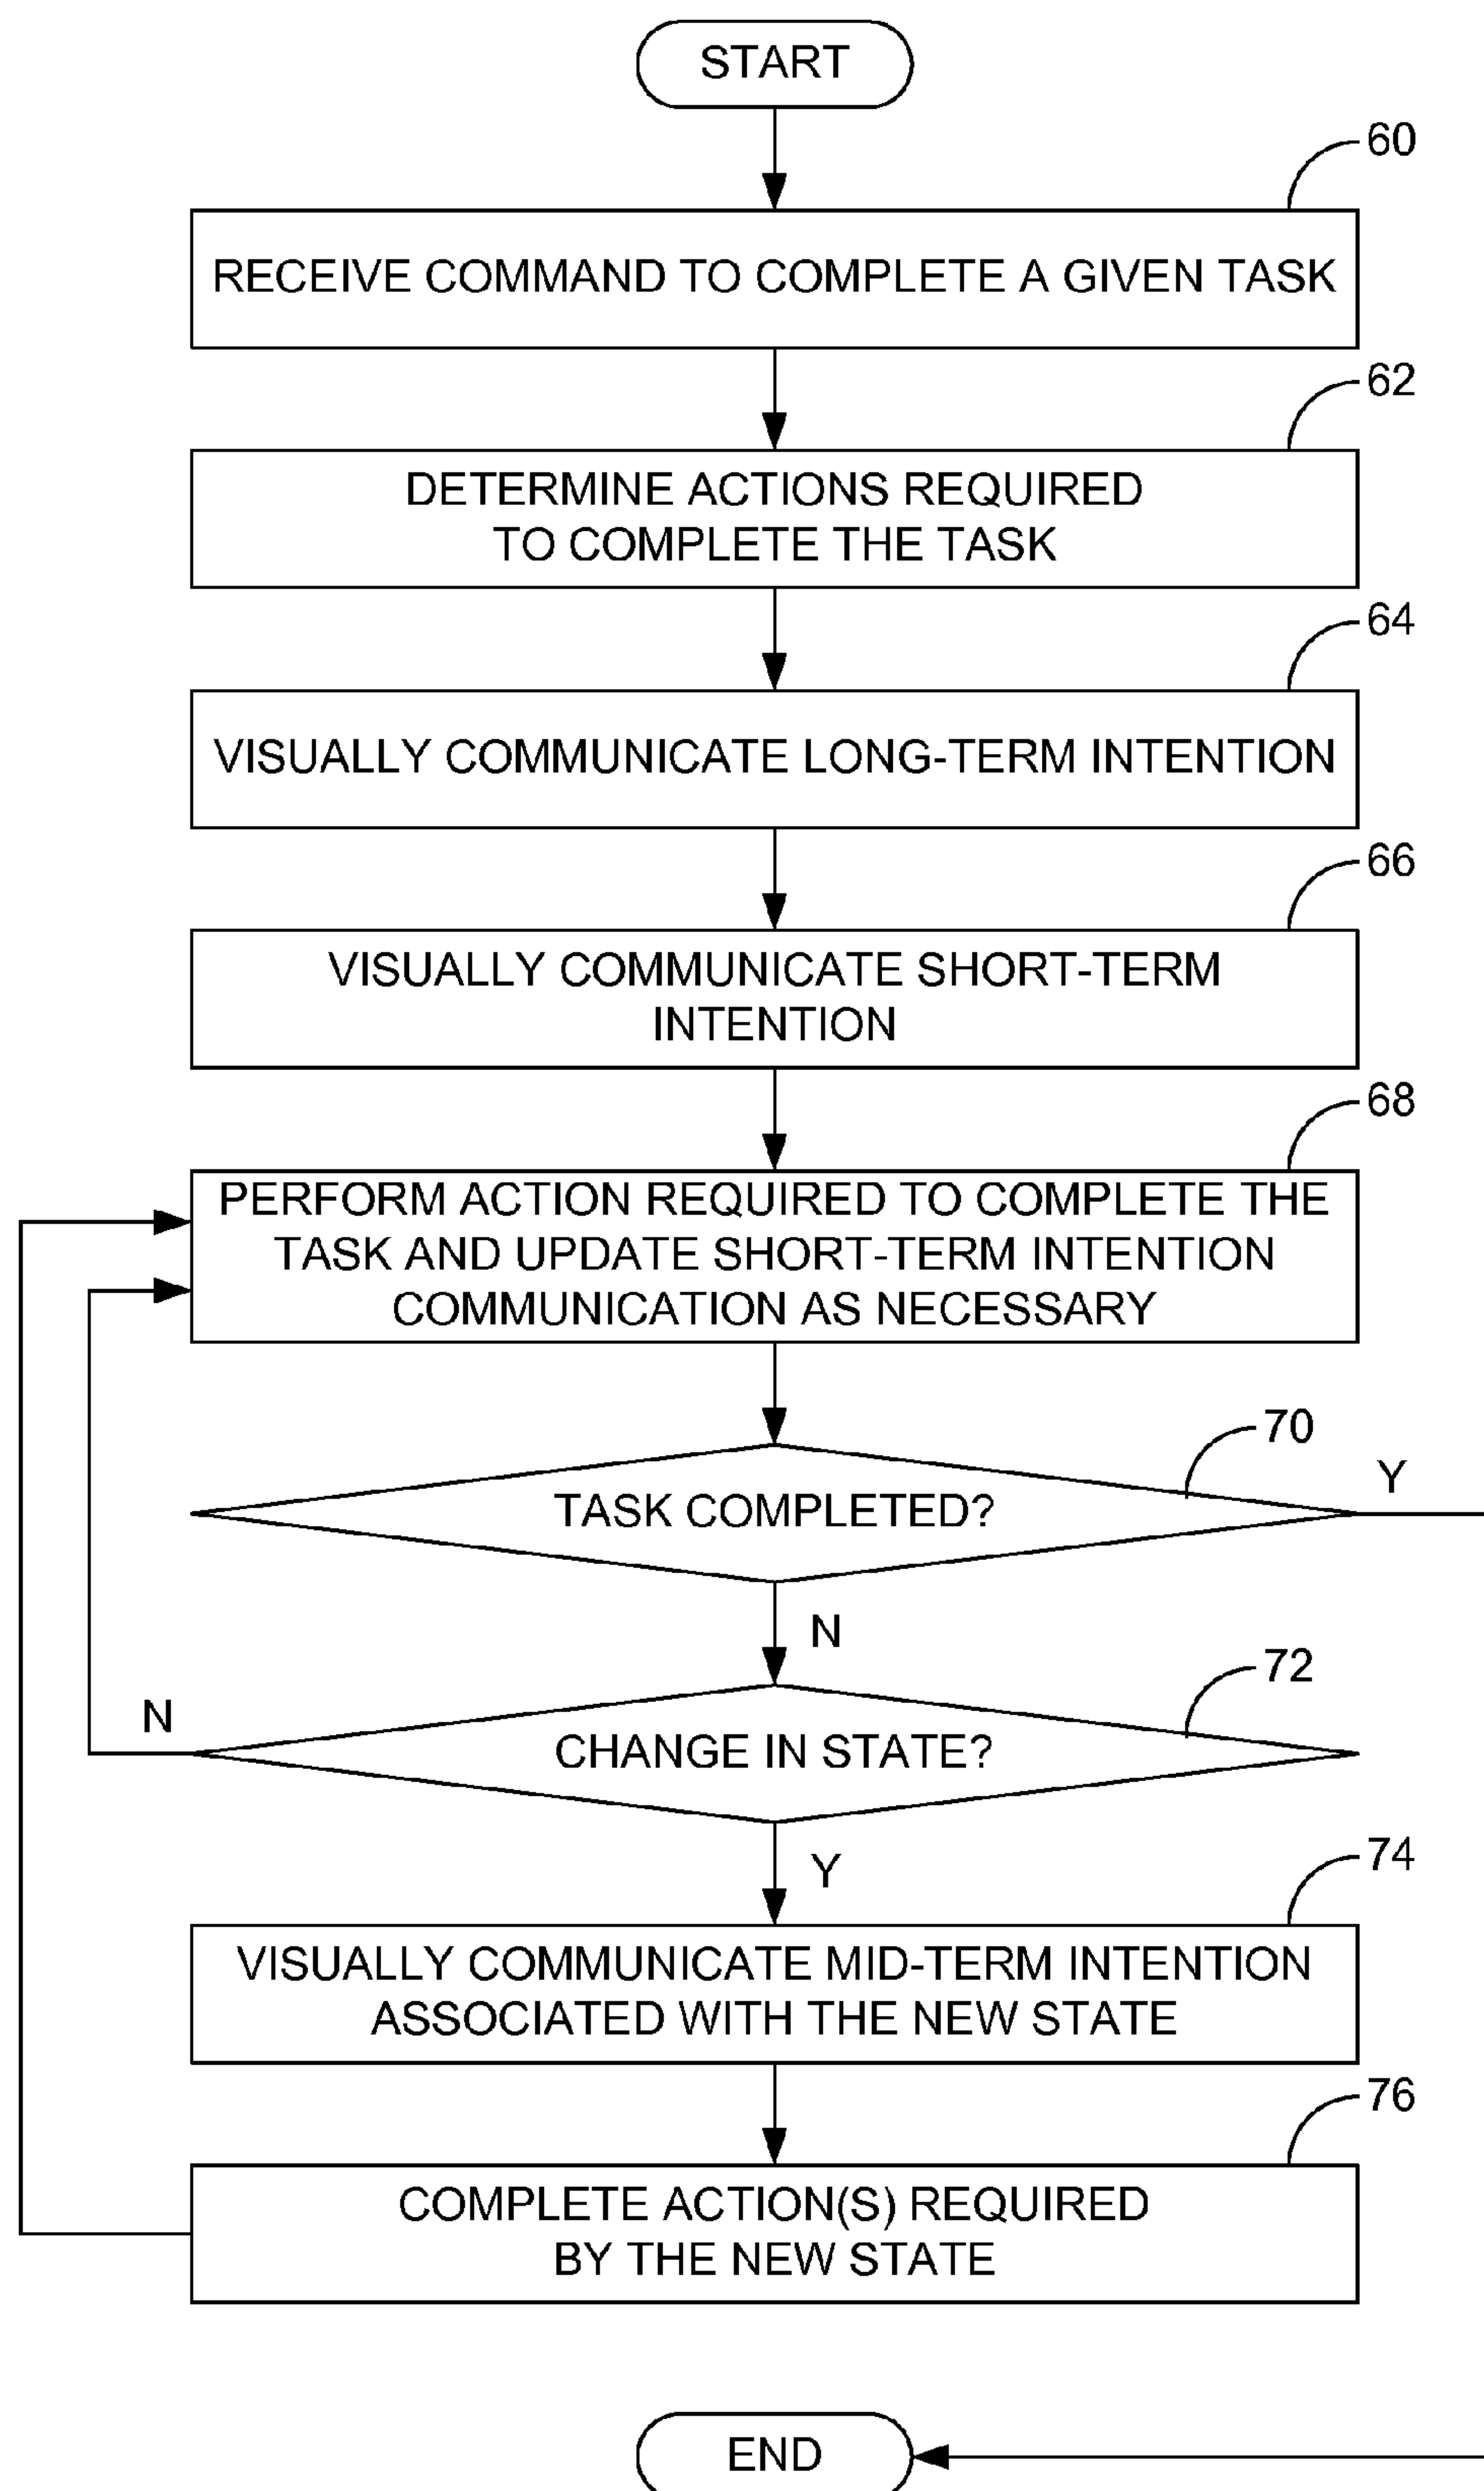 START
60
RECEIVE COMMAND TO COMPLETE A GIVEN TASK
62
DETERMINE ACTIONS REQUIRED
TO COMPLETE THE TASK
64
VISUALLY COMMUNICATE LONG-TERM INTENTION
66
VISUALLY COMMUNICATE SHORT-TERM
INTENTION
68
PERFORM ACTION REQUIRED TO COMPLETE THE
TASK AND UPDATE SHORT-TERM INTENTION
COMMUNICATION AS NECESSARY
70
Y
TASK COMPLETED?
N
72
N
CHANGE IN STATE?
Y
74
VISUALLY COMMUNICATE MID-TERM INTENTION
ASSOCIATED WITH THE NEW STATE
76
COMPLETE ACTION(S) REQUIRED
BY THE NEW STATE
END